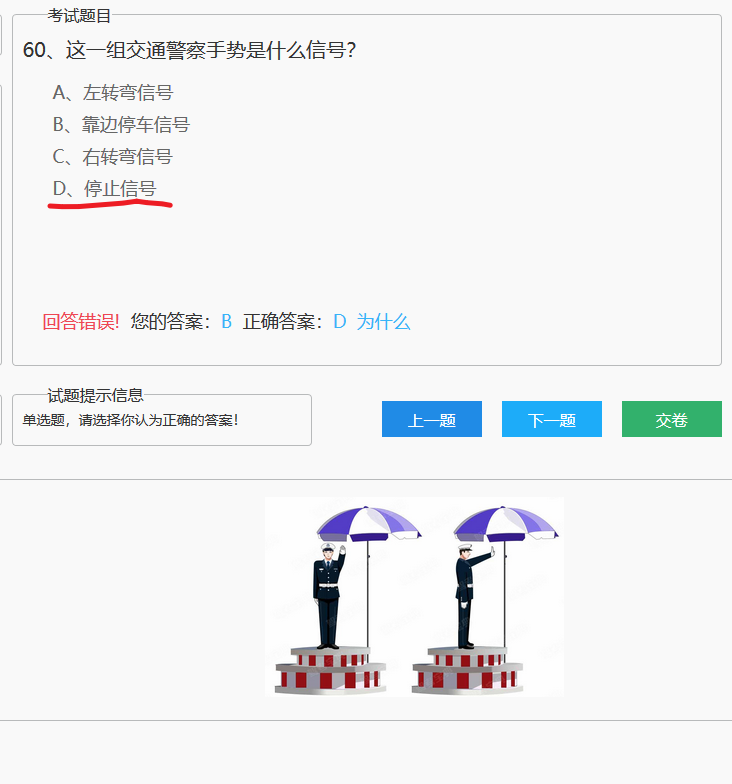 考试题目
60、这一组交通警察手势是什么信号？
A、左转弯信号
B、靠边停车信号
C、右转弯信号
D、停止信号
回答错误! 您的答案：B 正确答案：D 为什么
试题提示信息
单选题，请选择你认为正确的答案!
上一题 下一题 交卷